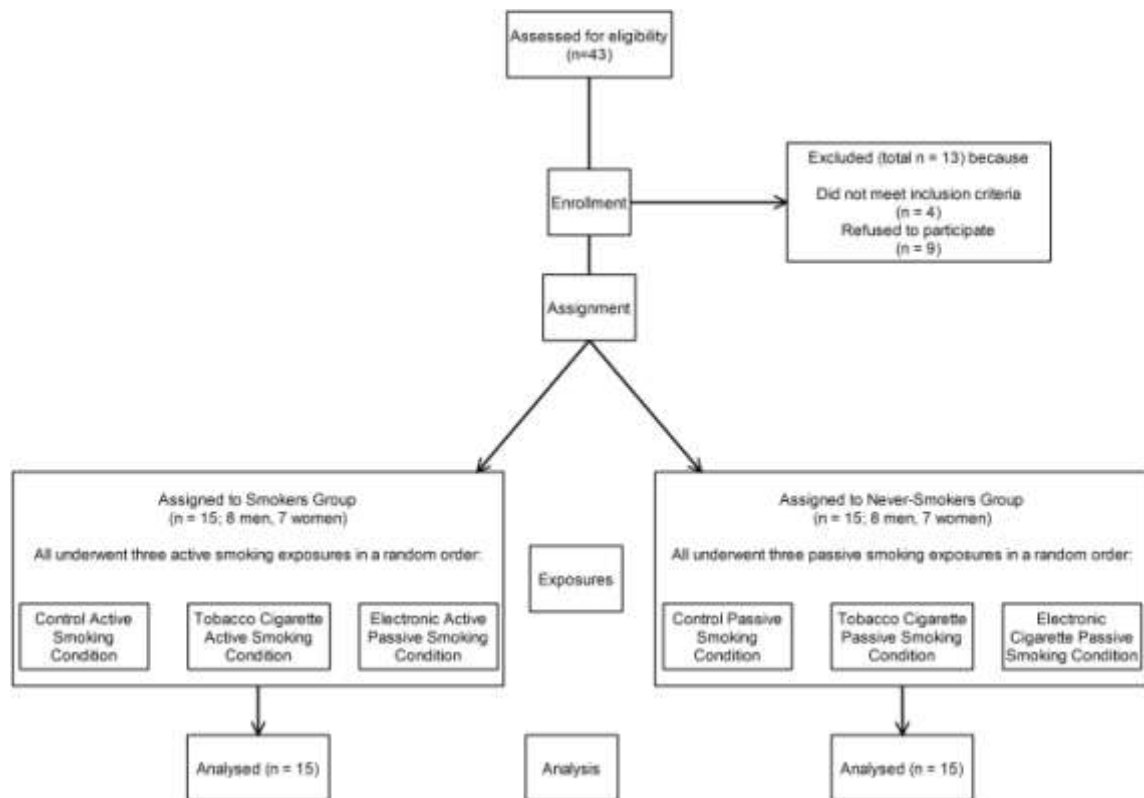 Assessed for eligibility
(n=43)
Excluded (total n = 13) because
Did not meet inclusion criteria
(n = 4)
Refused to participate
(n = 9)
Enrollment
Assignment
Assigned to Smokers Group
(n = 15; 8 men, 7 women)
All underwent three active smoking exposures in a random order:
Control Active
Smoking
Condition
Tobacco Cigarette
Active Smoking
Condition
Electronic Active
Passive Smoking
Condition
Exposures
Assigned to Never-Smokers Group
(n = 15; 8 men, 7 women)
All underwent three passive smoking exposures in a random order:
Control Passive
Smoking
Condition
Tobacco Cigarette
Passive Smoking
Condition
Electronic
Cigarette Passive
Smoking Condition
Analysed (n = 15)
Analysis
Analysed (n = 15)